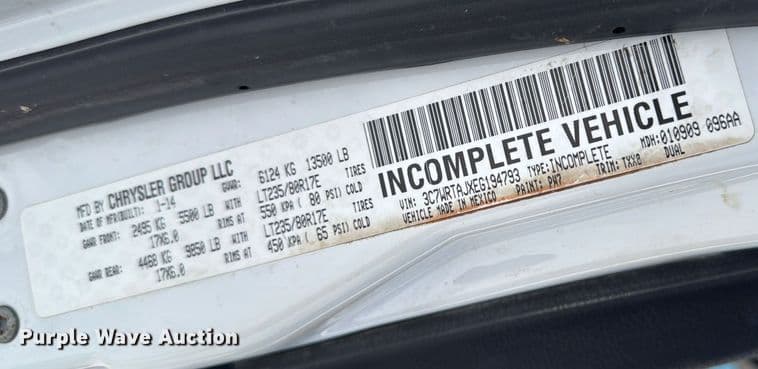 MFD BY CHRYSLER GROUP LLC
DATE OF MFR(BUILT): 1-14 GVWR: 6124 KG 13500 LB
GAWR FRONT: 2495 KG 5500 LB WITH LT235/80R17E TIRES
17X6.0 RIMS AT 550 KPA ( 80 PSI) COLD
GAWR REAR: 4468 KG 9850 LB WITH LT235/80R17E TIRES
17X6.0 RIMS AT 450 KPA ( 65 PSI) COLD
INCOMPLETE VEHICLE
MDH:010909 096AA
VIN: 3C7WRTAJXEG194793 TYPE:INCOMPLETE DUAL
VEHICLE MADE IN MEXICO PAINT: PW7 TRIM: TXX8
Purple Wave Auction